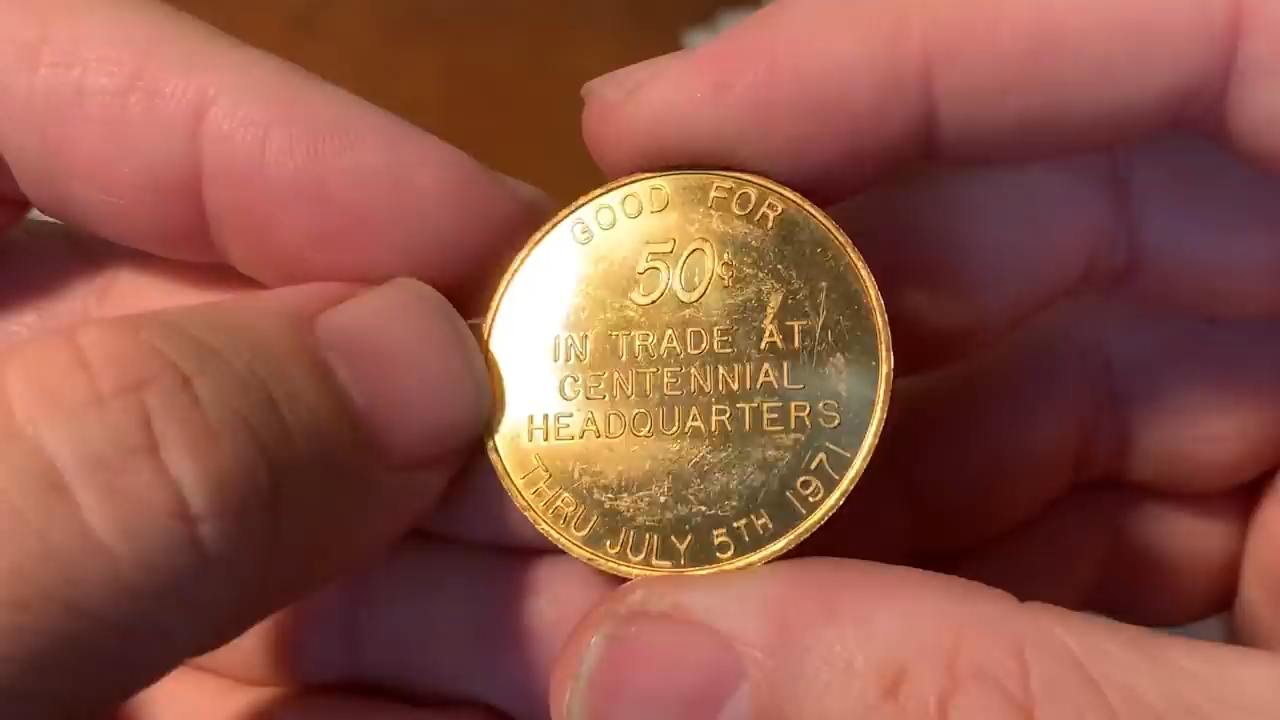 GOOD FOR
50¢
IN TRADE AT
CENTENNIAL
HEADQUARTERS
THRU JULY 5TH 1971